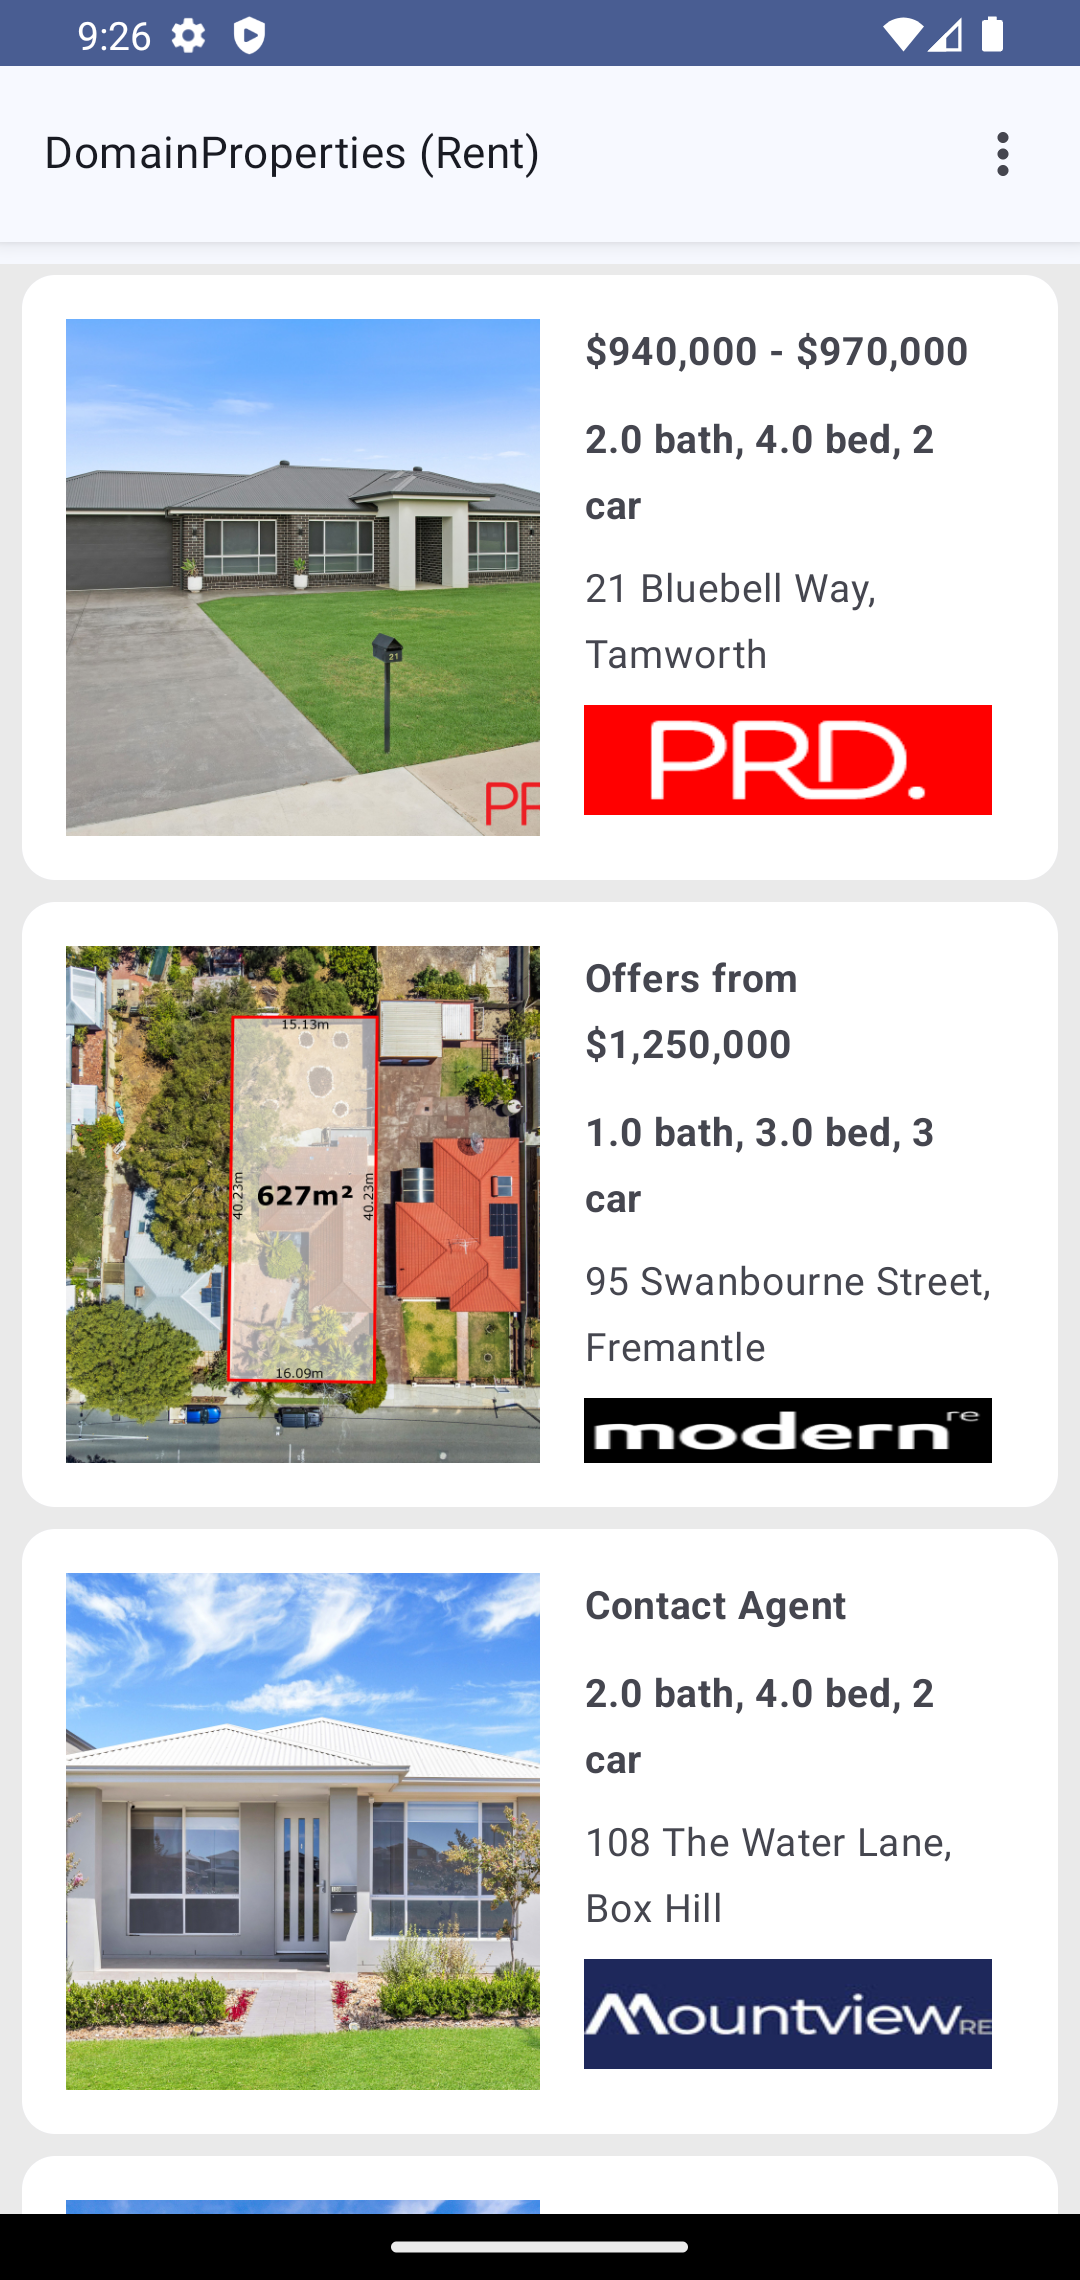 9:26
DomainProperties (Rent)
$940,000 - $970,000
2.0 bath, 4.0 bed, 2
car
21 Bluebell Way,
Tamworth
21
PR
PRD.
Offers from
$1,250,000
1.0 bath, 3.0 bed, 3
car
95 Swanbourne Street,
Fremantle
15.13m
40.23m
627m²
40.23m
16.09m
modern re
Contact Agent
2.0 bath, 4.0 bed, 2
car
108 The Water Lane,
Box Hill
Mountview RE